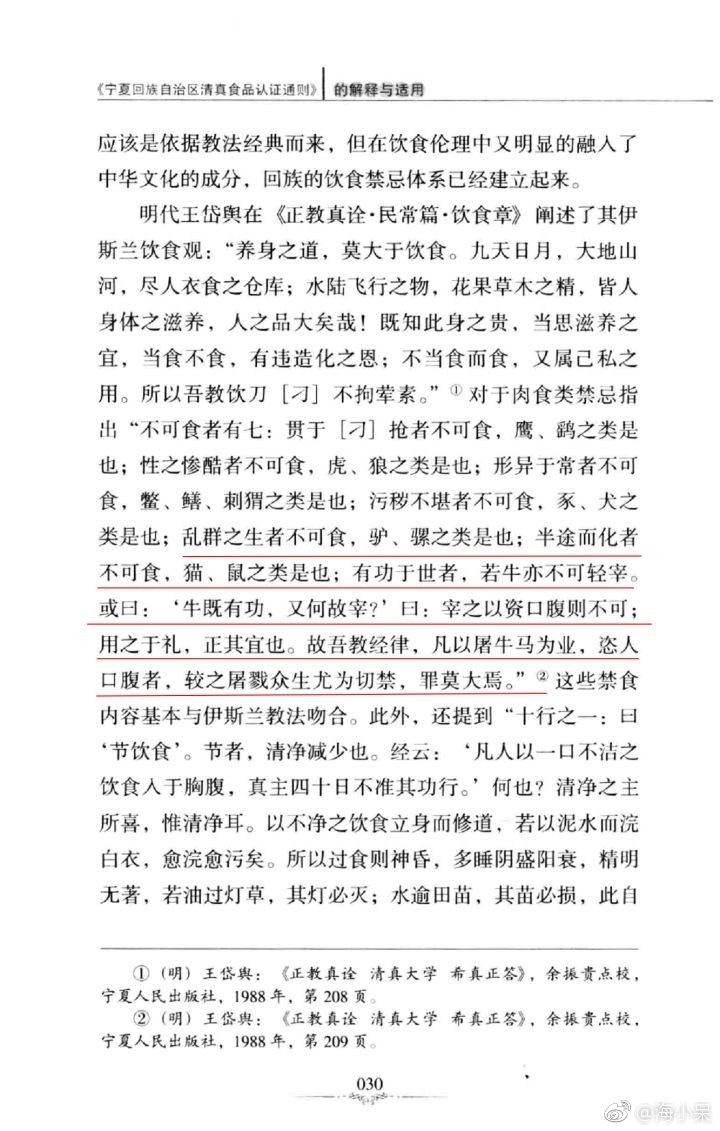 《宁夏回族自治区清真食品认证通则》 的解释与适用
应该是依据教法经典而来，但在饮食伦理中又明显的融入了
中华文化的成分，回族的饮食禁忌体系已经建立起来。
明代王岱舆在《正教真诠·民常篇·饮食章》阐述了其伊
斯兰饮食观：“养身之道，莫大于饮食。九天日月，大地山
河，尽人衣食之仓库；水陆飞行之物，花果草木之精，皆人
身体之滋养，人之品大矣哉！既知此身之贵，当思滋养之
宜，当食不食，有违造化之恩；不当食而食，又属己私之
用。所以吾教饮刀［刁］不拘荤素。”①对于肉食类禁忌指
出“不可食者有七：贯于［刁］抢者不可食，鹰、鹞之类是
也；性之惨酷者不可食，虎、狼之类是也；形异于常者不可
食，鳖、鳝、刺猬之类是也；污秽不堪者不可食，豕、犬之
类是也；乱群之生者不可食，驴、骡之类是也；半途而化者
不可食，猫、鼠之类是也；有功于世者，若牛亦不可轻宰。
或曰：‘牛既有功，又何故宰？’曰：宰之以资口腹则不可；
用之于礼，正其宜也。故吾教经律，凡以屠牛马为业，恣人
口腹者，较之屠戮众生尤为切禁，罪莫大焉。”②这些禁食
内容基本与伊斯兰教法吻合。此外，还提到“十行之一：曰
‘节饮食’。节者，清净减少也。经云：‘凡人以一口不洁之
饮食入于胸腹，真主四十日不准其功行。’何也？清净之主
所喜，惟清净耳。以不净之饮食立身而修道，若以泥水而浣
白衣，愈浣愈污矣。所以过食则神昏，多睡阴盛阳衰，精明
无著，若油过灯草，其灯必灭；水逾田苗，其苗必损，此自
①（明）王岱舆：《正教真诠 清真大学 希真正答》，余振贵点校，
宁夏人民出版社，1988年，第208页。
②（明）王岱舆：《正教真诠 清真大学 希真正答》，余振贵点校，
宁夏人民出版社，1988年，第209页。
030
@海小呆